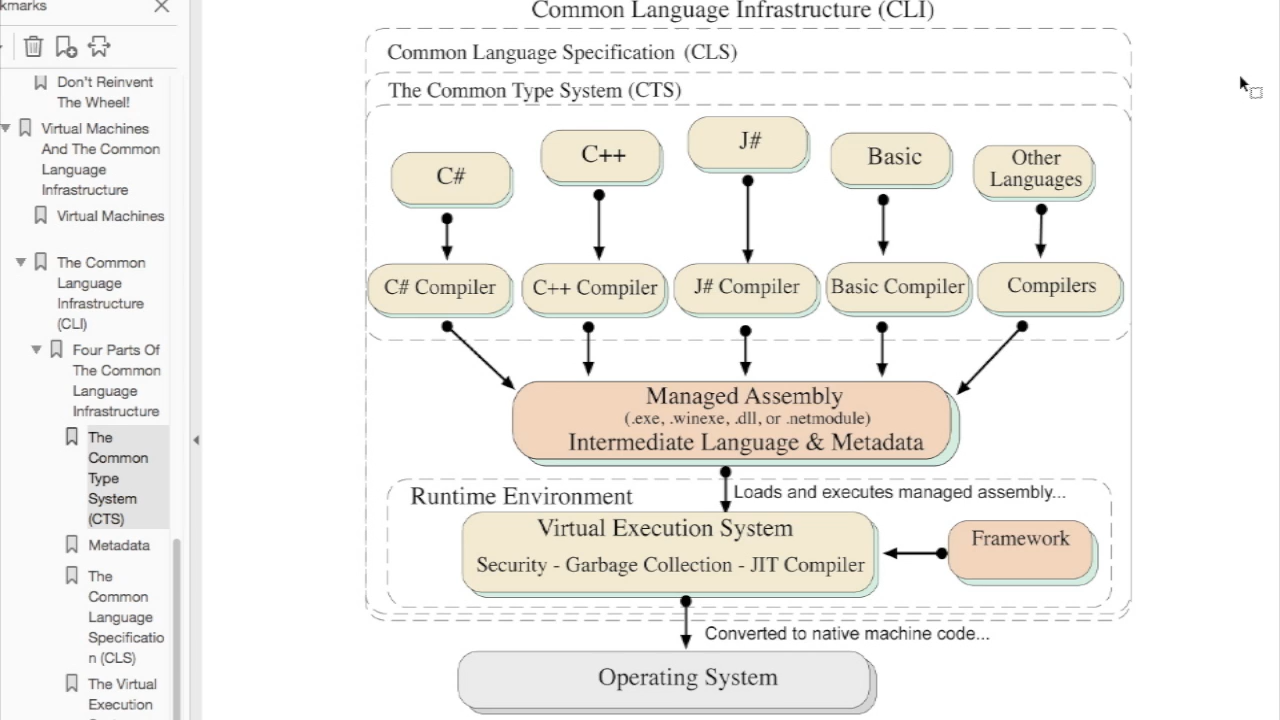 kmarks
Don't Reinvent
The Wheel!
Virtual Machines
And The Common
Language
Infrastructure
Virtual Machines
The Common
Language
Infrastructure
(CLI)
Four Parts Of
The Common
Language
Infrastructure
The
Common
Type
System
(CTS)
Metadata
The
Common
Language
Specificatio
n (CLS)
The Virtual
Execution
Common Language Infrastructure (CLI)
Common Language Specification (CLS)
The Common Type System (CTS)
C#
C++
J#
Basic
Other
Languages
C# Compiler
C++ Compiler
J# Compiler
Basic Compiler
Compilers
Managed Assembly
(.exe, .winexe, .dll, or .netmodule)
Intermediate Language & Metadata
Runtime Environment
Loads and executes managed assembly...
Virtual Execution System
Security - Garbage Collection - JIT Compiler
Framework
Converted to native machine code...
Operating System